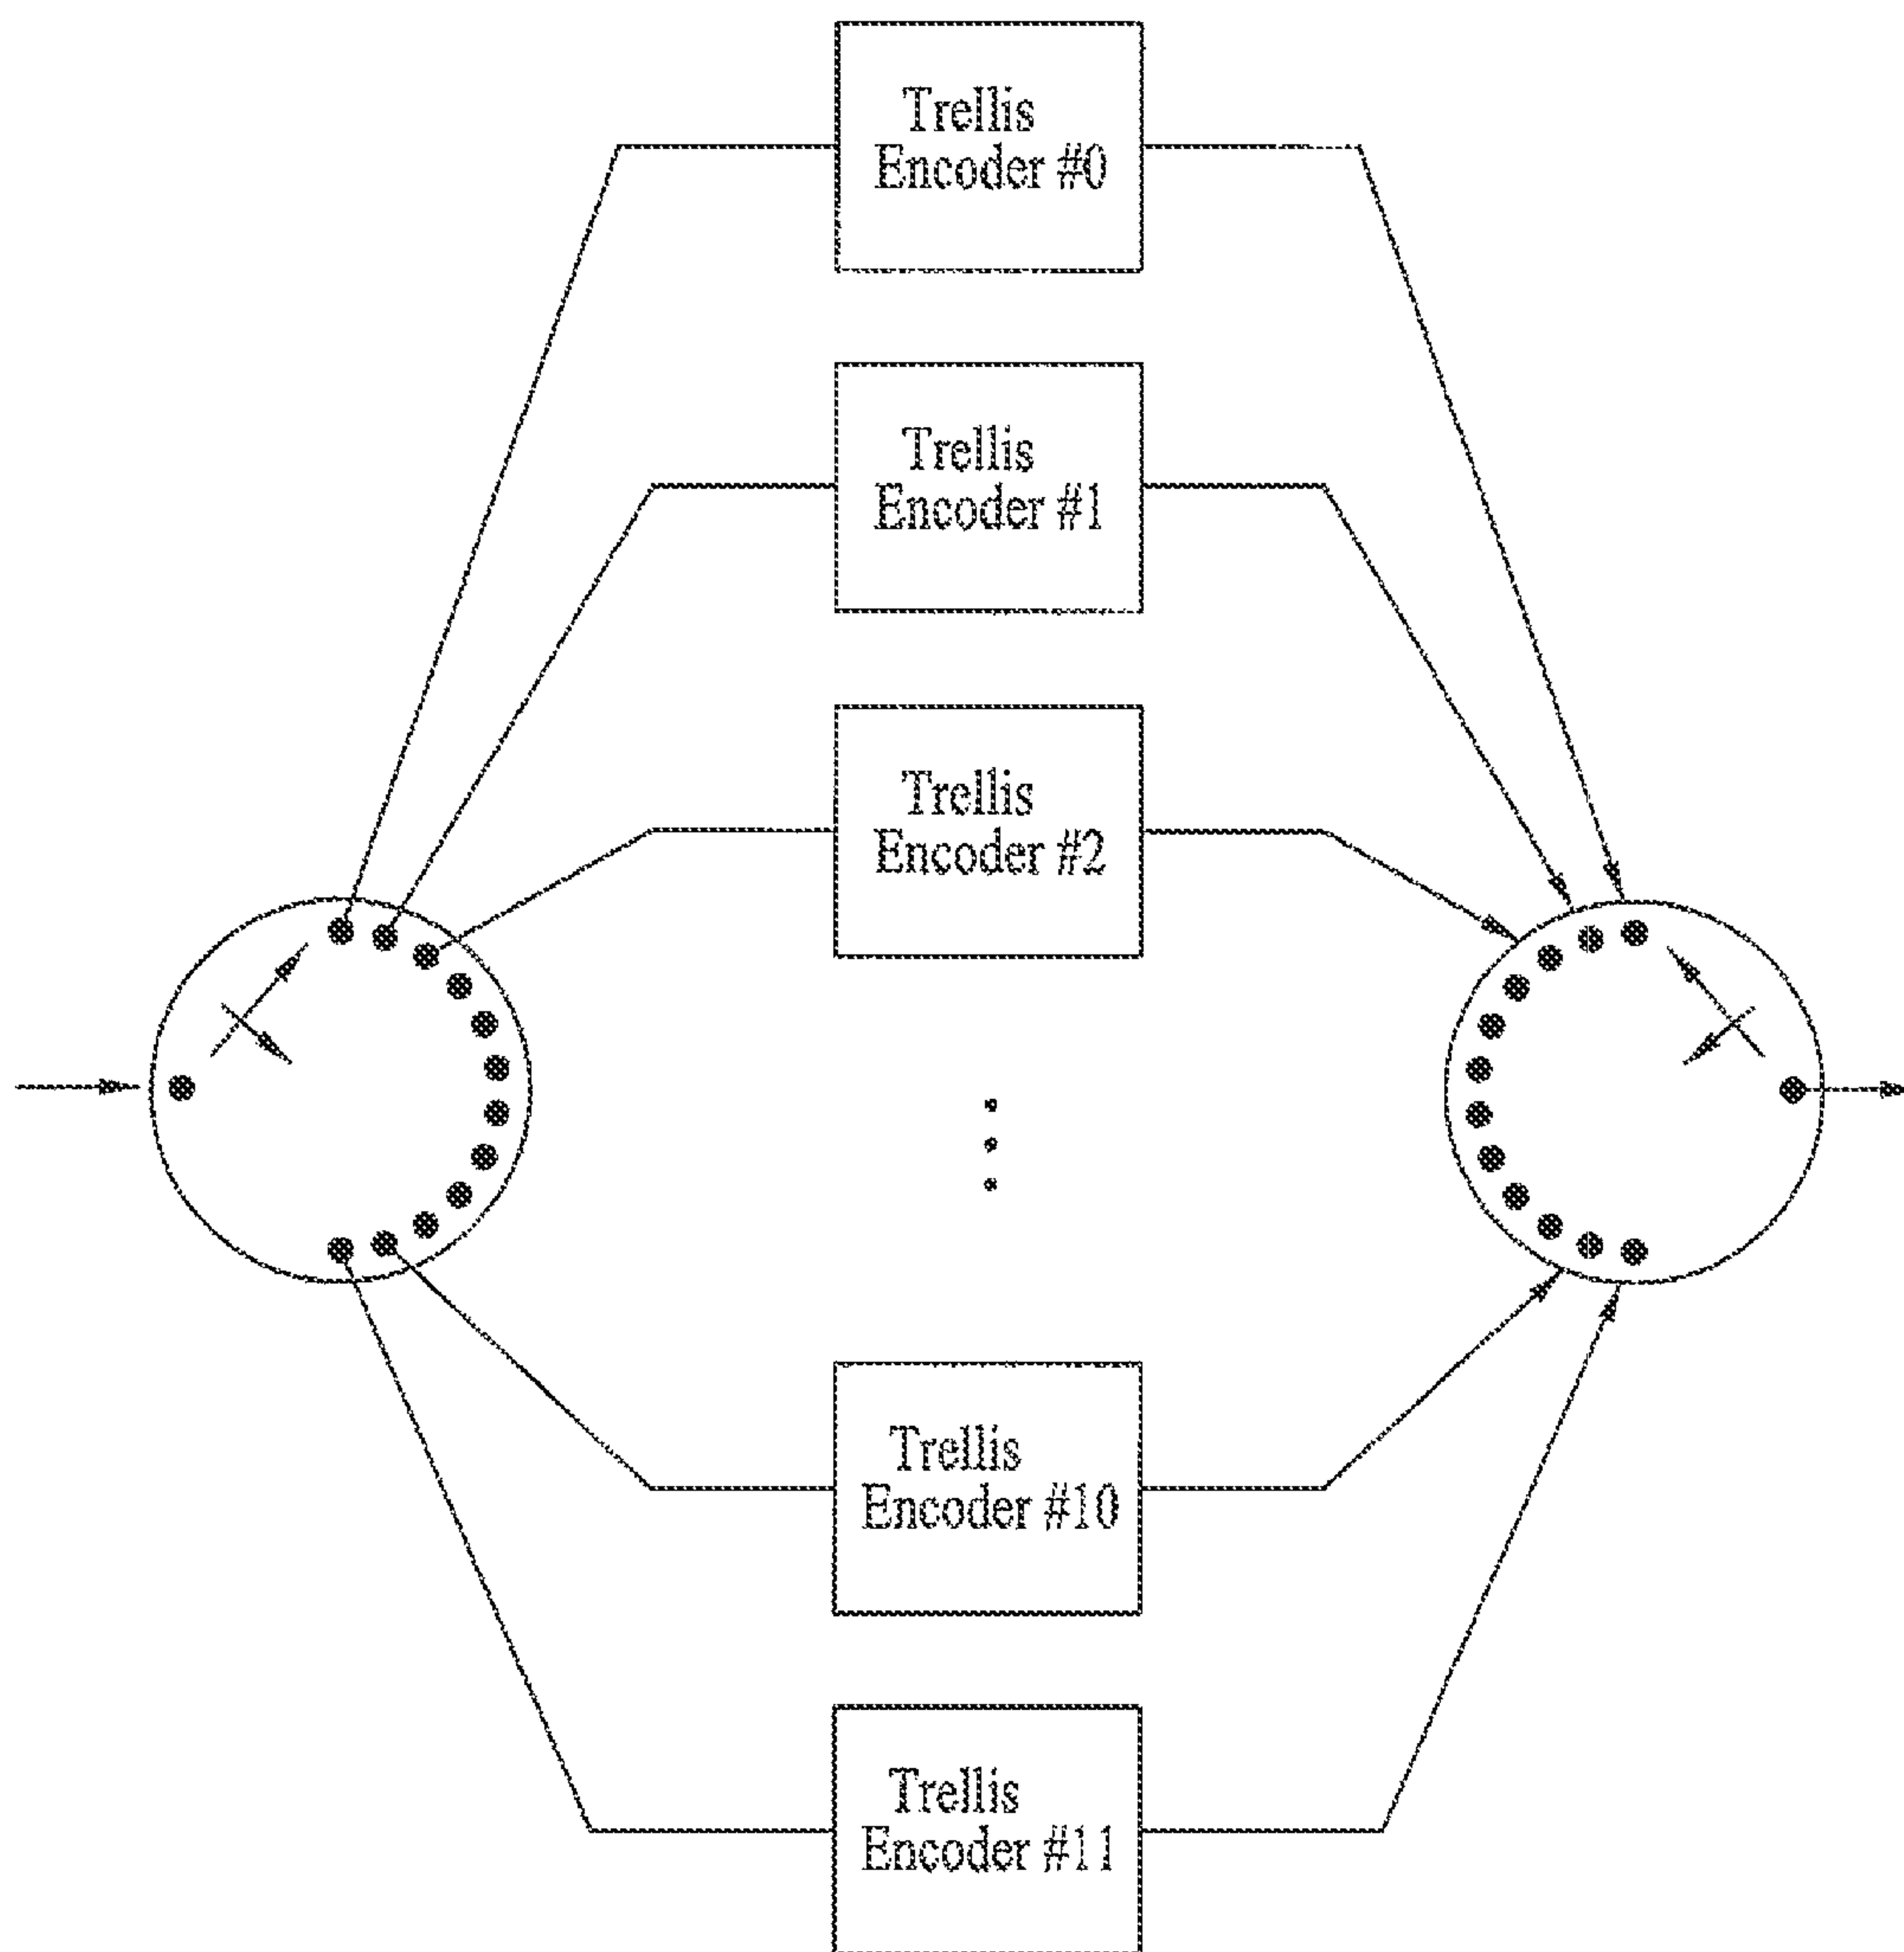 Trellis
Encoder #0
Trellis
Encoder #1
Trellis
Encoder #2
Trellis
Encoder #10
Trellis
Encoder #11